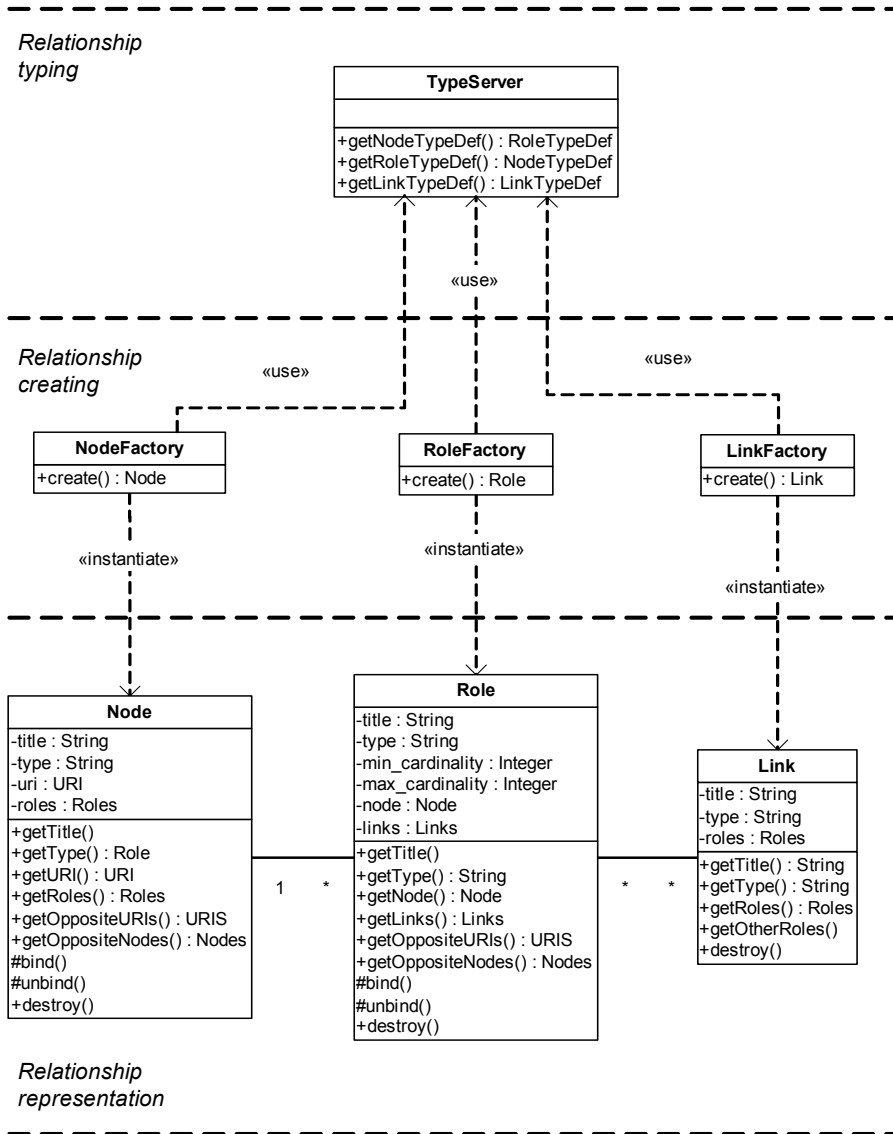 Relationship
typing
TypeServer
+getNodeTypeDef() : RoleTypeDef
+getRoleTypeDef() : NodeTypeDef
+getLinkTypeDef() : LinkTypeDef
«use»
Relationship
creating
«use»
«use»
NodeFactory
+create() : Node
RoleFactory
+create() : Role
LinkFactory
+create() : Link
«instantiate»
«instantiate»
«instantiate»
Node
-title : String
-type : String
-uri : URI
-roles : Roles
+getTitle()
+getType() : Role
+getURI() : URI
+getRoles() : Roles
+getOppositeURIs() : URIS
+getOppositeNodes() : Nodes
#bind()
#unbind()
+destroy()
1 *
Role
-title : String
-type : String
-min_cardinality : Integer
-max_cardinality : Integer
-node : Node
-links : Links
+getTitle()
+getType() : String
+getNode() : Node
+getLinks() : Links
+getOppositeURIs() : URIS
+getOppositeNodes() : Nodes
#bind()
#unbind()
+destroy()
* *
Link
-title : String
-type : String
-roles : Roles
+getTitle() : String
+getType() : String
+getRoles() : Roles
+getOtherRoles()
+destroy()
Relationship
representation